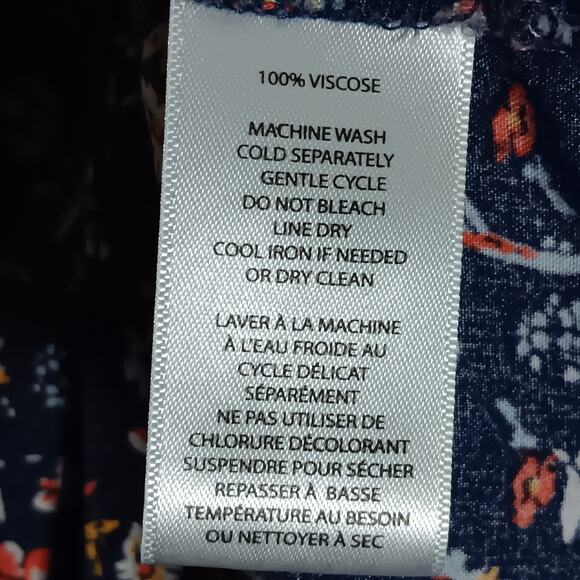 100% VISCOSE
MACHINE WASH
COLD SEPARATELY
GENTLE CYCLE
DO NOT BLEACH
LINE DRY
COOL IRON IF NEEDED
OR DRY CLEAN
LAVER À LA MACHINE
À L'EAU FROIDE AU
CYCLE DÉLICAT
SÉPARÉMENT
NE PAS UTILISER DE
CHLORURE DÉCOLORANT
SUSPENDRE POUR SÉCHER
REPASSER À BASSE
TEMPÉRATURE AU BESOIN
OU NETTOYER À SEC